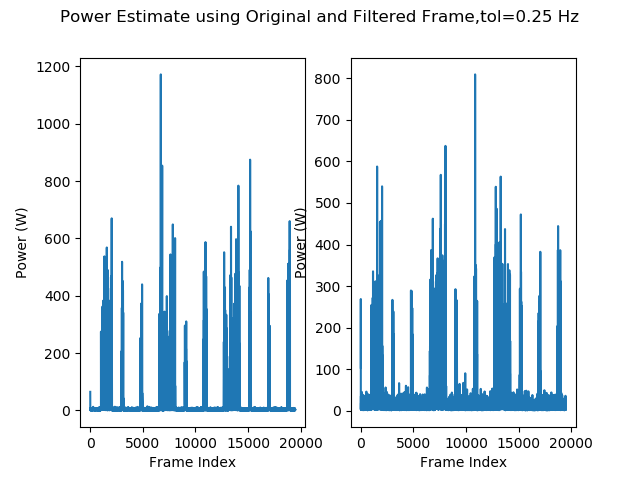 Power Estimate using Original and Filtered Frame,tol=0.25 Hz
Power (W)
1200
1000
800
600
400
200
0
0 5000 10000 15000 20000
Frame Index
Power (W)
800
700
600
500
400
300
200
100
0
0 5000 10000 15000 20000
Frame Index